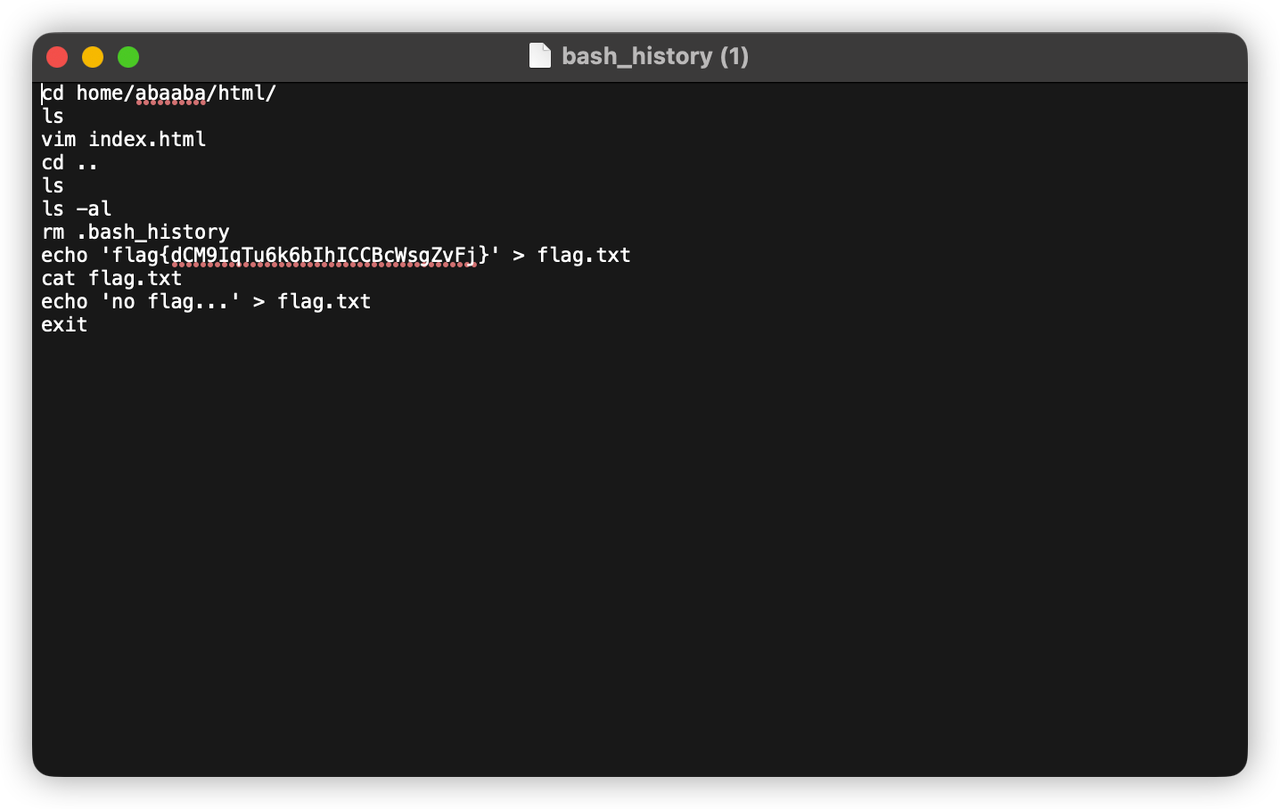 bash_history (1)
cd home/abaaba/html/
ls
vim index.html
cd ..
ls
ls -al
rm .bash_history
echo 'flag{dCM9IqTu6k6bIhICCBcWsgZvFj}' > flag.txt
cat flag.txt
echo 'no flag...' > flag.txt
exit